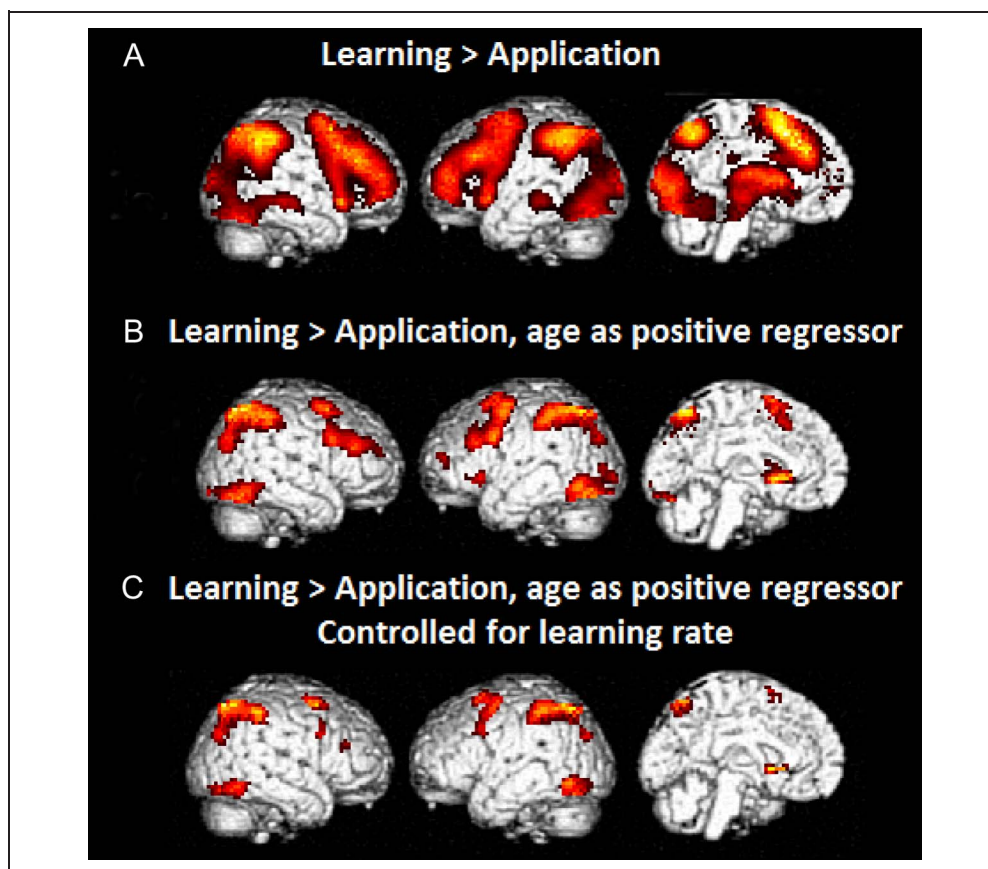 A
Learning > Application
B
Learning > Application, age as positive regressor
C
Learning > Application, age as positive regressor
Controlled for learning rate